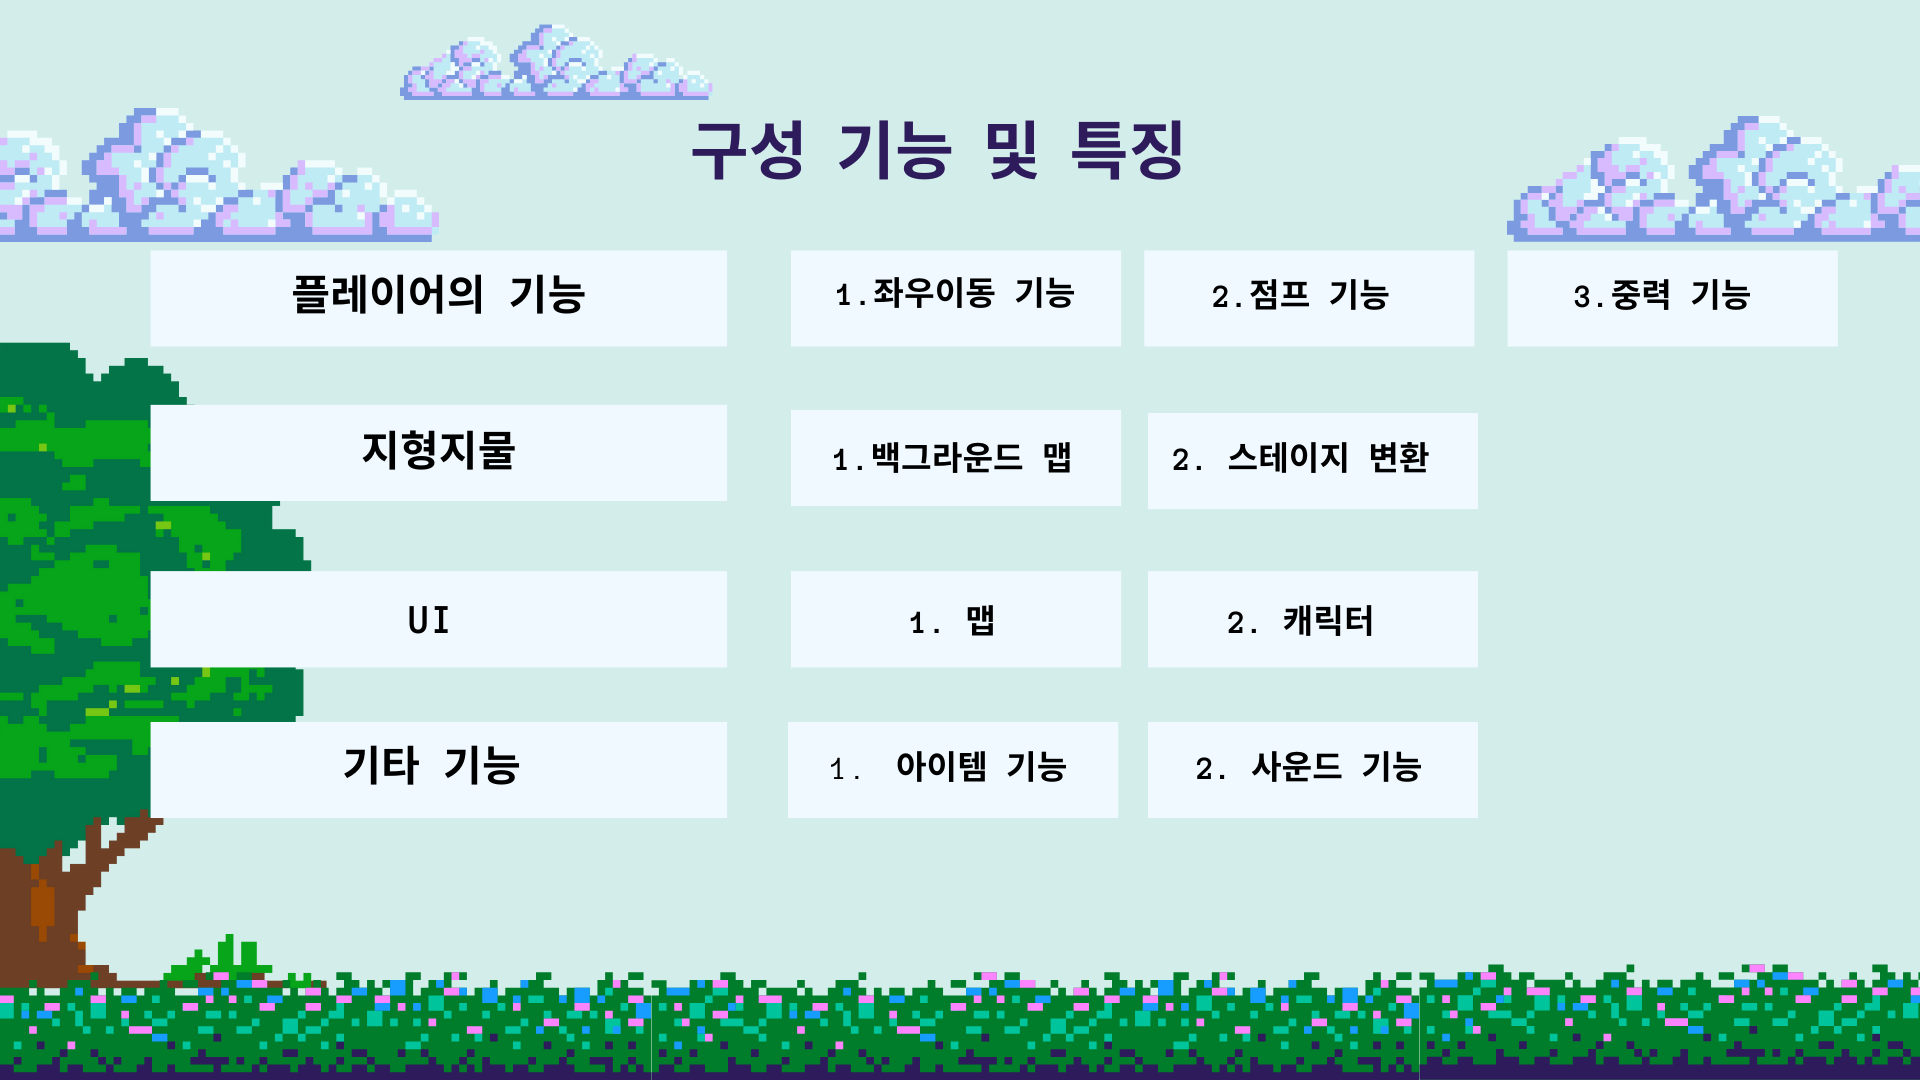 구성 기능 및 특징
플레이어의 기능
1.좌우이동 기능
2.점프 기능
3.중력 기능
지형지물
1.백그라운드 맵
2. 스테이지 변환
UI
1. 맵
2. 캐릭터
기타 기능
1. 아이템 기능
2. 사운드 기능